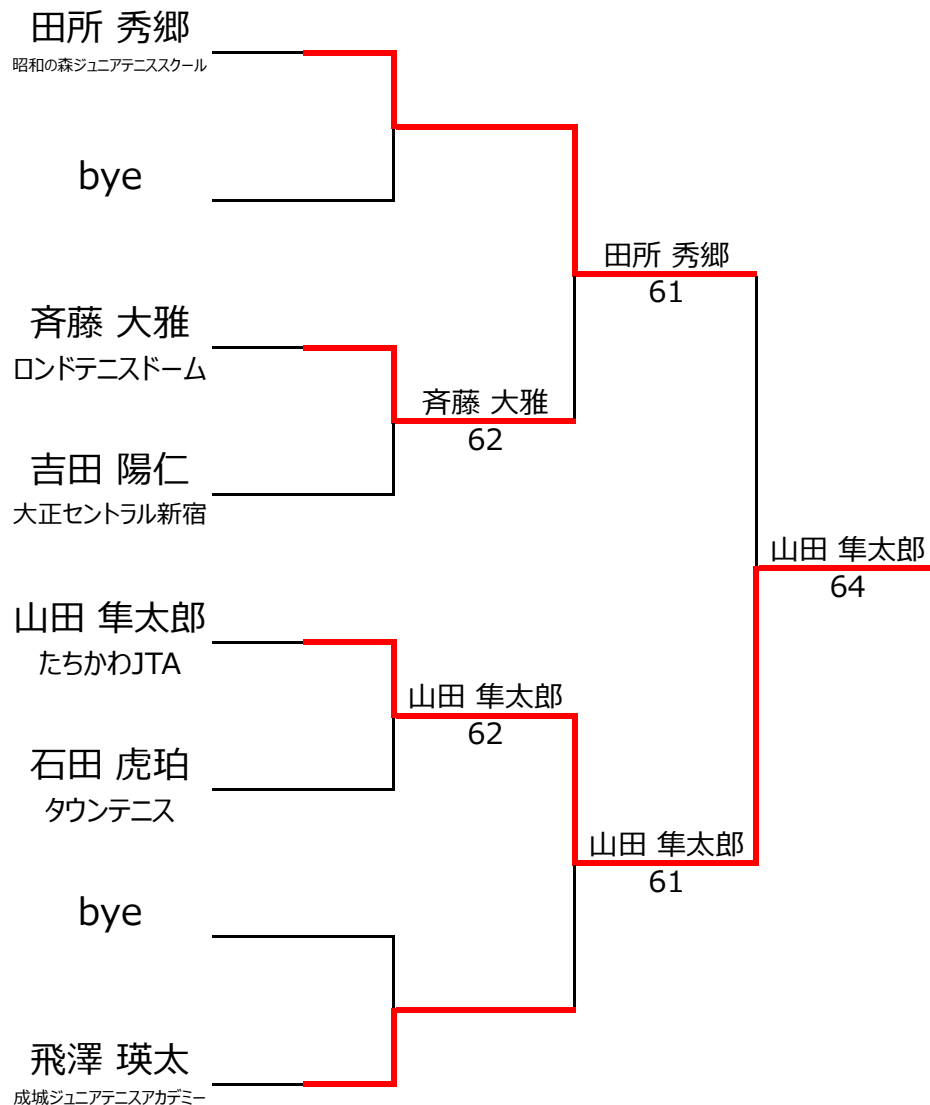 田所 秀郷
昭和の森ジュニアテニススクール
bye
田所 秀郷
61
斉藤 大雅
ロンドテニスドーム
斉藤 大雅
62
吉田 陽仁
大正セントラル新宿
山田 隼太郎
64
山田 隼太郎
たちかわJTA
山田 隼太郎
62
石田 虎珀
タウンテニス
山田 隼太郎
61
bye
飛澤 瑛太
成城ジュニアテニスアカデミー